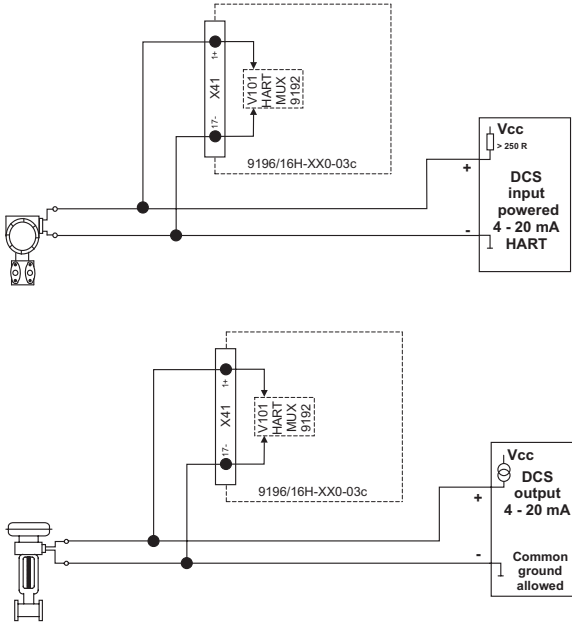 1+
X41
17-
V101
HART
MUX
9192
9196/16H-XX0-03c
Vcc
> 250 R
+
DCS
input
powered
4 - 20 mA
HART
-
1+
X41
17-
V101
HART
MUX
9192
9196/16H-XX0-03c
Vcc
DCS
output
4 - 20 mA
+
-
Common
ground
allowed